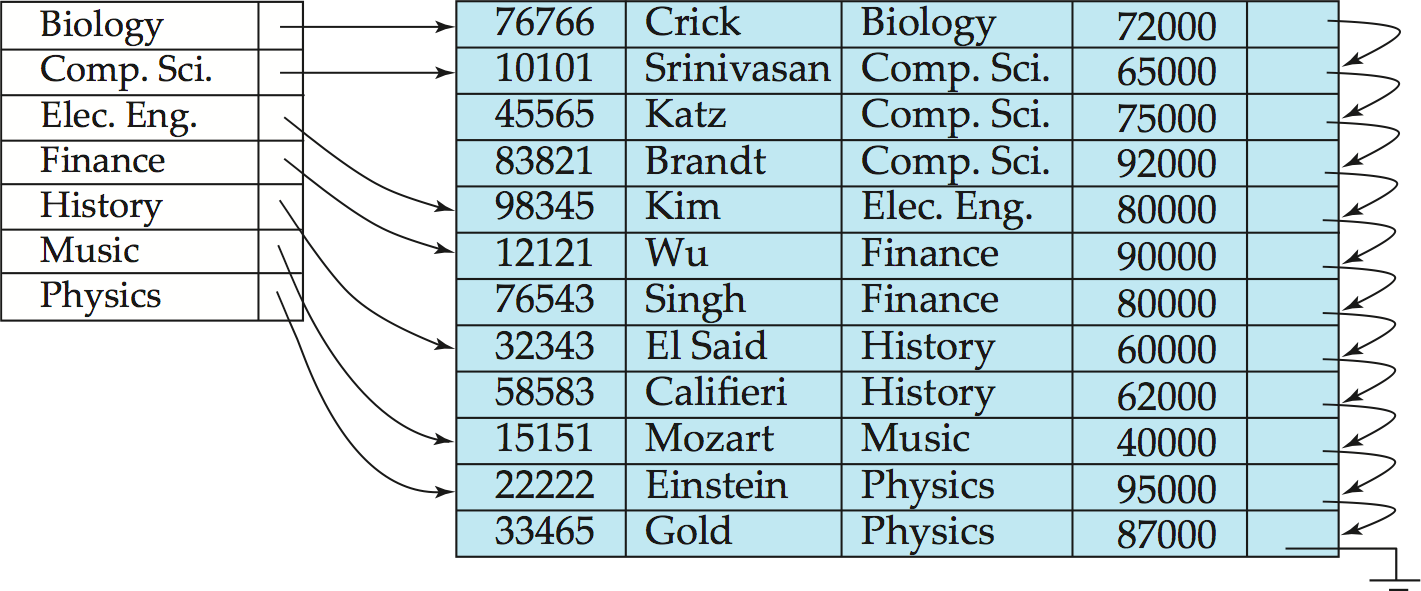 Biology
Comp. Sci.
Elec. Eng.
Finance
History
Music
Physics
76766 Crick Biology 72000
10101 Srinivasan Comp. Sci. 65000
45565 Katz Comp. Sci. 75000
83821 Brandt Comp. Sci. 92000
98345 Kim Elec. Eng. 80000
12121 Wu Finance 90000
76543 Singh Finance 80000
32343 El Said History 60000
58583 Califieri History 62000
15151 Mozart Music 40000
22222 Einstein Physics 95000
33465 Gold Physics 87000